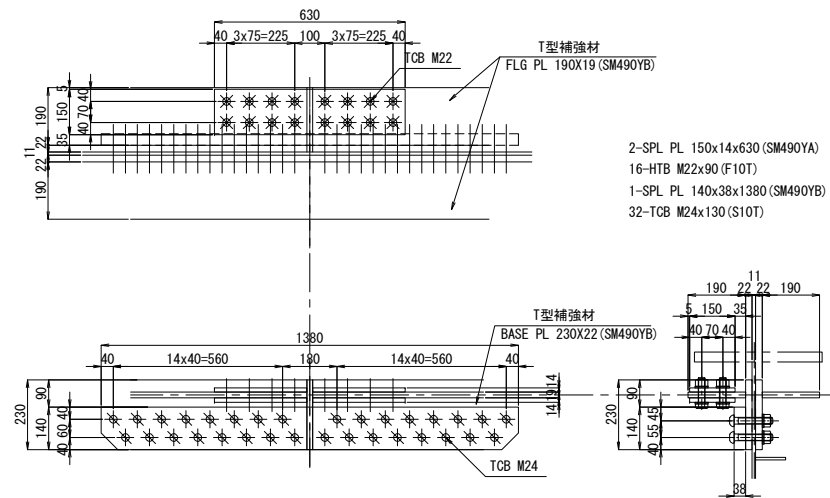 630
40 3x75=225 100 3x75=225 40
TCB M22
T型補強材
FLG PL 190X19(SM490YB)
5
40
190
150
70
40
22
35
11
22
190
2-SPL PL 150x14x630(SM490YA)
16-HTB M22x90(F10T)
1-SPL PL 140x38x1380(SM490YB)
32-TCB M24x130(S10T)
T型補強材
BASE PL 230X22(SM490YB)
1380
40 14x40=560 180 14x40=560 40
14
19
14
230
90
140
40
60
40
TCB M24
11
190 22 22 190
5 150 35
40 70 40
230
90
140
45
55
40
38